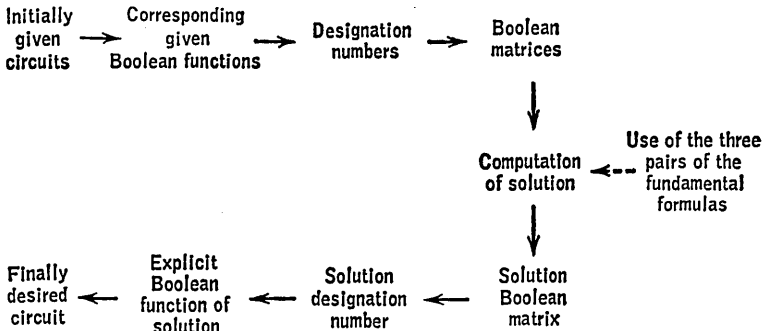 Initially
given
circuits
Corresponding
given
Boolean functions
Designation
numbers
Boolean
matrices
Computation
of solution
Use of the three
pairs of the
fundamental
formulas
Solution
Boolean
matrix
Solution
designation
number
Explicit
Boolean
function of
solution
Finally
desired
circuit